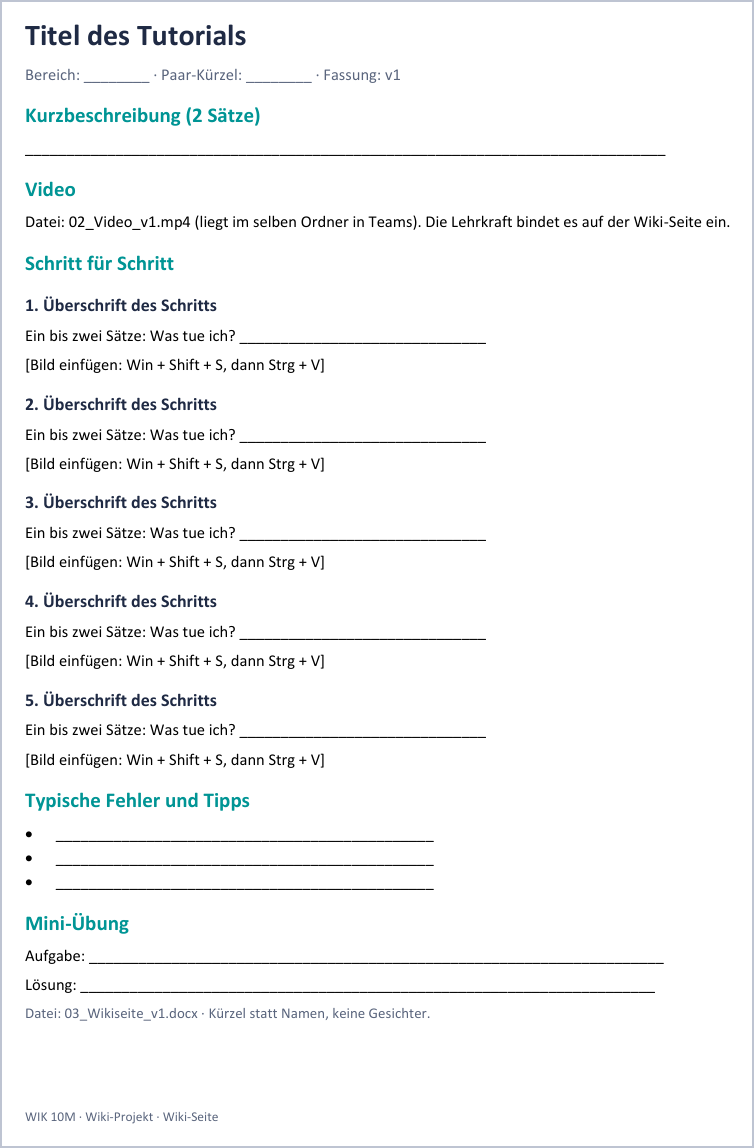 Titel des Tutorials
Bereich: ________ · Paar-Kürzel: ________ · Fassung: v1
Kurzbeschreibung (2 Sätze)
______________________________________________________________________________
Video
Datei: 02_Video_v1.mp4 (liegt im selben Ordner in Teams). Die Lehrkraft bindet es auf der Wiki-Seite ein.
Schritt für Schritt
1. Überschrift des Schritts
Ein bis zwei Sätze: Was tue ich? ______________________________
[Bild einfügen: Win + Shift + S, dann Strg + V]
2. Überschrift des Schritts
Ein bis zwei Sätze: Was tue ich? ______________________________
[Bild einfügen: Win + Shift + S, dann Strg + V]
3. Überschrift des Schritts
Ein bis zwei Sätze: Was tue ich? ______________________________
[Bild einfügen: Win + Shift + S, dann Strg + V]
4. Überschrift des Schritts
Ein bis zwei Sätze: Was tue ich? ______________________________
[Bild einfügen: Win + Shift + S, dann Strg + V]
5. Überschrift des Schritts
Ein bis zwei Sätze: Was tue ich? ______________________________
[Bild einfügen: Win + Shift + S, dann Strg + V]
Typische Fehler und Tipps
• ______________________________________________
• ______________________________________________
• ______________________________________________
Mini-Übung
Aufgabe: ______________________________________________________________________
Lösung: ______________________________________________________________________
Datei: 03_Wikiseite_v1.docx · Kürzel statt Namen, keine Gesichter.
WIK 10M · Wiki-Projekt · Wiki-Seite